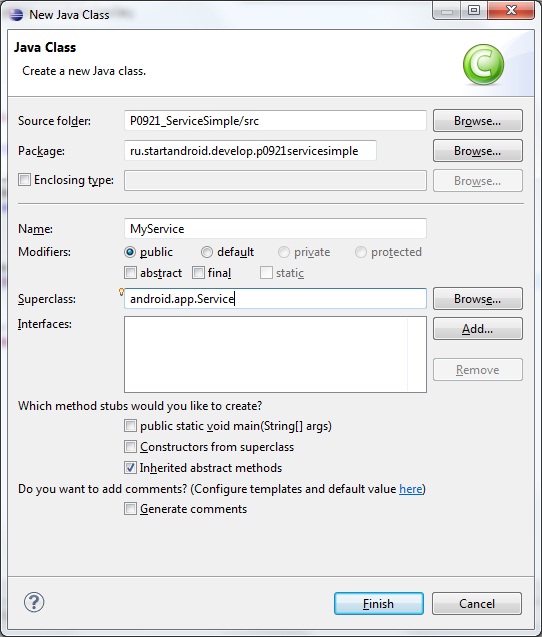 New Java Class
Java Class
Create a new Java class.
C
Source folder: P0921_ServiceSimple/src Browse...
Package: ru.startandroid.develop.p0921servicesimple Browse...
Enclosing type: Browse...
Name: MyService
Modifiers: public default private protected
abstract final static
Superclass: android.app.Service Browse...
Interfaces: Add...
Remove
Which method stubs would you like to create?
public static void main(String[] args)
Constructors from superclass
Inherited abstract methods
Do you want to add comments? (Configure templates and default value here)
Generate comments
? Finish Cancel